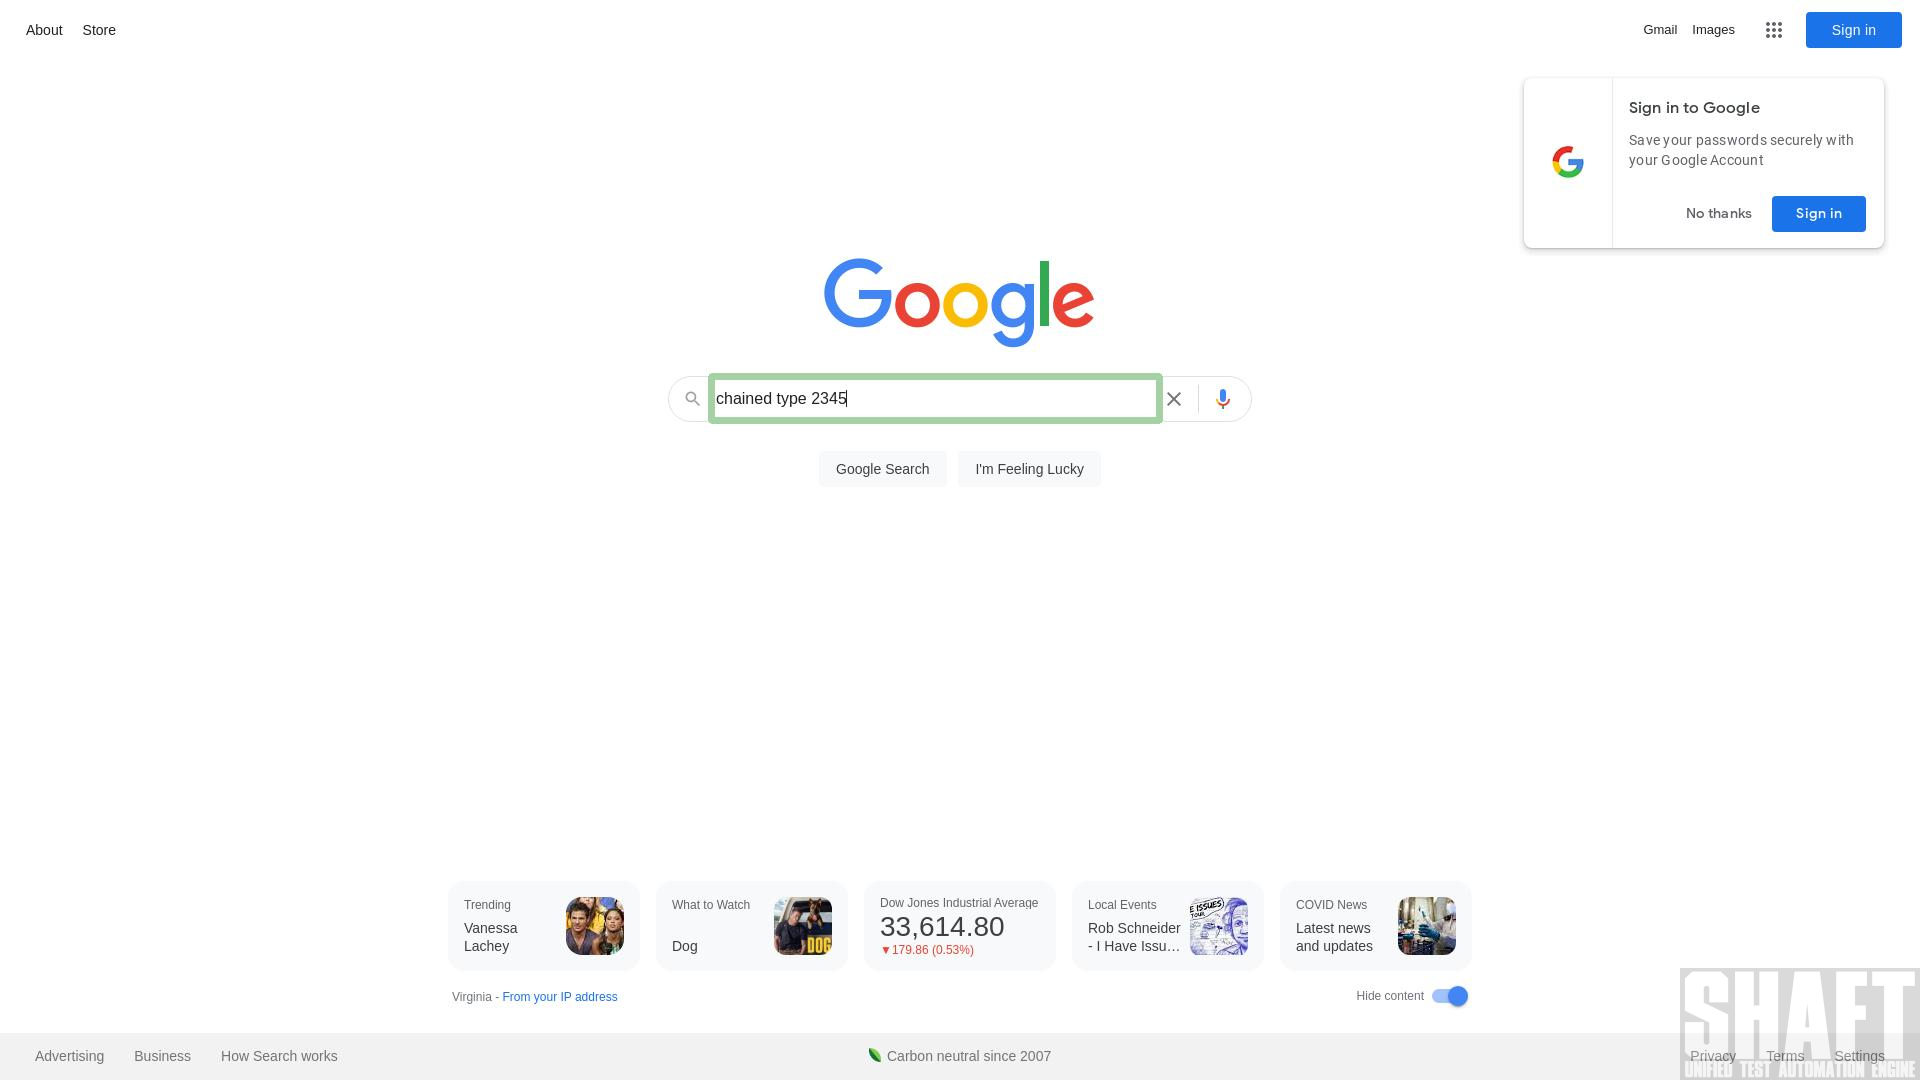 About Store
Gmail Images Sign in
Sign in to Google
Save your passwords securely with
your Google Account
No thanks Sign in
Google
chained type 2345
Google Search I'm Feeling Lucky
Trending
Vanessa
Lachey
What to Watch
Dog
DOG
Dow Jones Industrial Average
33,614.80
▼179.86 (0.53%)
Local Events
Rob Schneider
- I Have Issu…
E ISSUES
TOUR
COVID News
Latest news
and updates
Virginia - From your IP address
Hide content
SHAFT
UNIFIED TEST AUTOMATION ENGINE
Advertising Business How Search works
Carbon neutral since 2007
Privacy Terms Settings